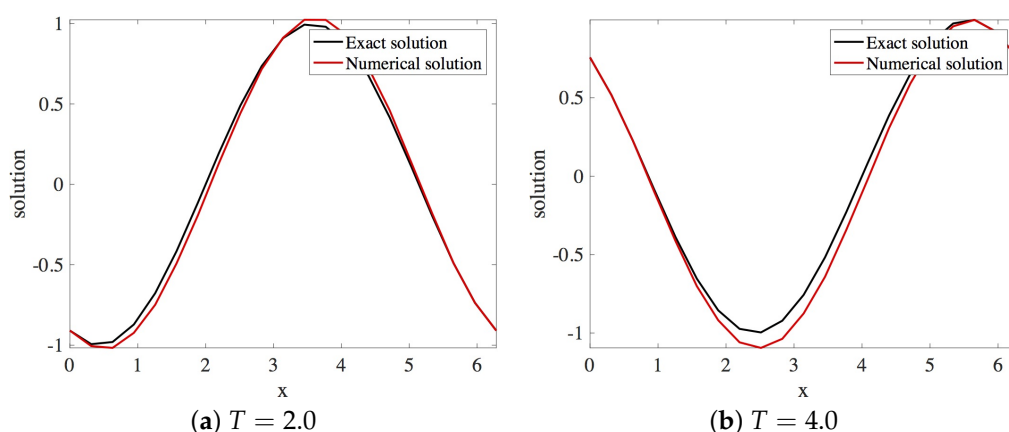 1
0.5
0
-0.5
-1
solution
0 1 2 3 4 5 6
x
Exact solution
Numerical solution
(a) T = 2.0
0.5
0
-0.5
-1
solution
0 1 2 3 4 5 6
x
Exact solution
Numerical solution
(b) T = 4.0